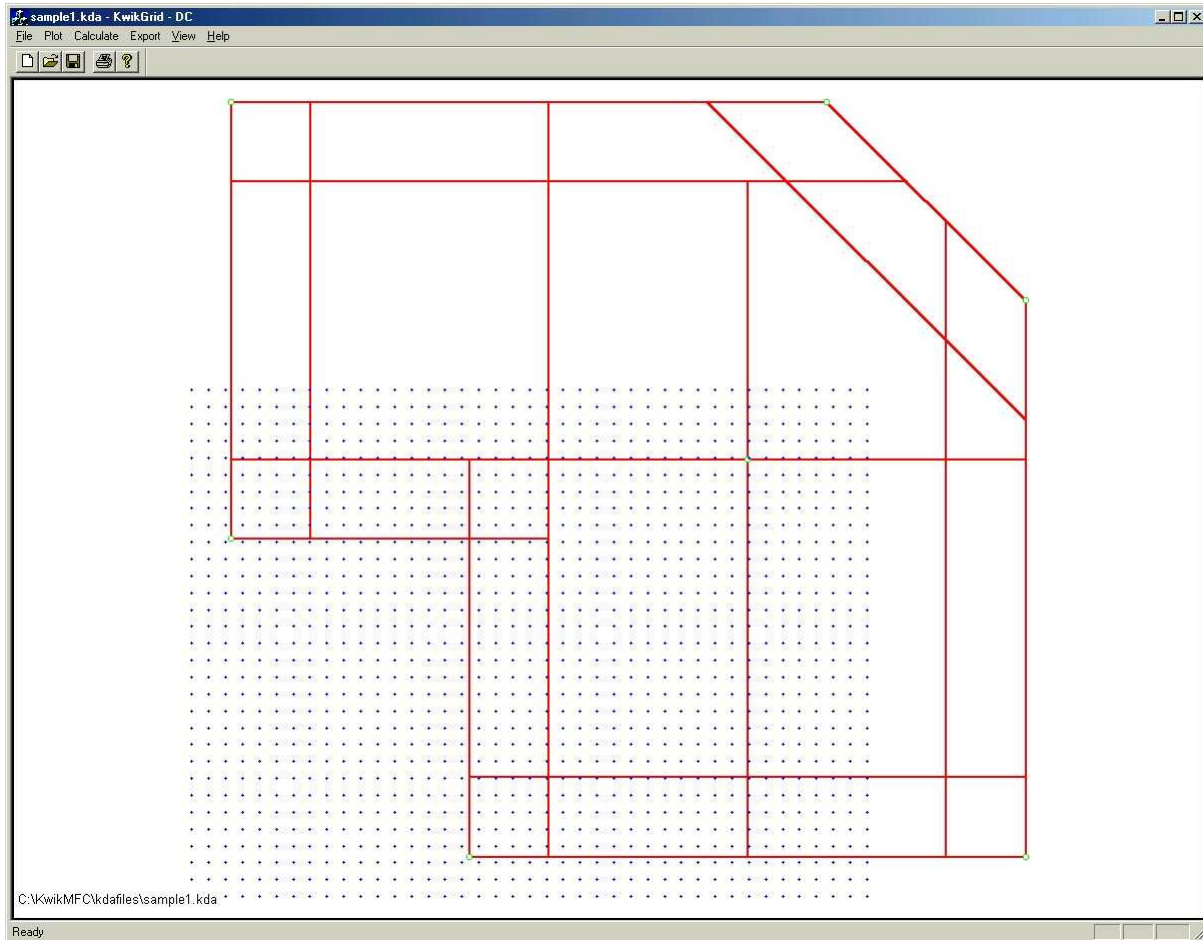 sample1.kda - KwikGrid - DC
File Plot Calculate Export View Help
C:\KwikMFC\kdafiles\sample1.kda
Ready